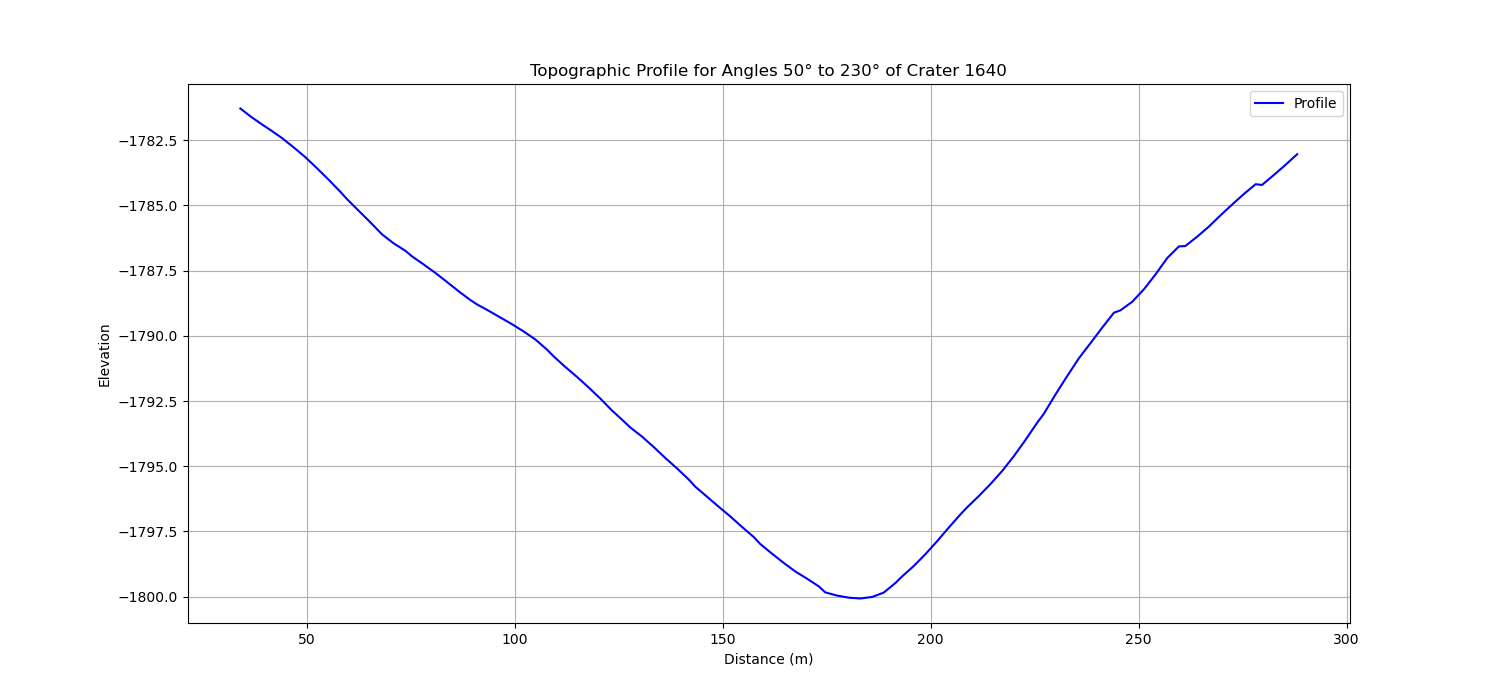 Topographic Profile for Angles 50° to 230° of Crater 1640
Profile
Elevation
−1782.5
−1785.0
−1787.5
−1790.0
−1792.5
−1795.0
−1797.5
−1800.0
50 100 150 200 250 300
Distance (m)